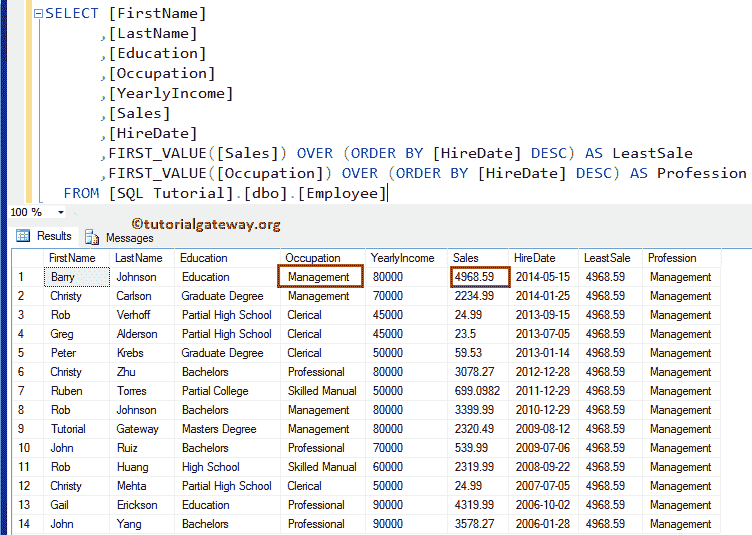 SELECT [FirstName]
,[LastName]
,[Education]
,[Occupation]
,[YearlyIncome]
,[Sales]
,[HireDate]
,FIRST_VALUE([Sales]) OVER (ORDER BY [HireDate] DESC) AS LeastSale
,FIRST_VALUE([Occupation]) OVER (ORDER BY [HireDate] DESC) AS Profession
FROM [SQL Tutorial].[dbo].[Employee]
100 %
©tutorialgateway.org
Results Messages
FirstName LastName Education Occupation YearlyIncome Sales HireDate LeastSale Profession
1 Barry Johnson Education Management 80000 4968.59 2014-05-15 4968.59 Management
2 Christy Carlson Graduate Degree Management 70000 2234.99 2014-01-25 4968.59 Management
3 Rob Verhoff Partial High School Clerical 45000 24.99 2013-09-15 4968.59 Management
4 Greg Alderson Partial High School Clerical 45000 23.5 2013-07-05 4968.59 Management
5 Peter Krebs Graduate Degree Clerical 50000 59.53 2013-01-14 4968.59 Management
6 Christy Zhu Bachelors Professional 80000 3078.27 2012-12-28 4968.59 Management
7 Ruben Torres Partial College Skilled Manual 50000 699.0982 2011-12-29 4968.59 Management
8 Rob Johnson Bachelors Management 80000 3399.99 2010-12-29 4968.59 Management
9 Tutorial Gateway Masters Degree Management 80000 2320.49 2009-08-12 4968.59 Management
10 John Ruiz Bachelors Professional 70000 539.99 2009-07-06 4968.59 Management
11 Rob Huang High School Skilled Manual 60000 2319.99 2008-09-22 4968.59 Management
12 Christy Mehta Partial High School Clerical 50000 24.99 2007-07-05 4968.59 Management
13 Gail Erickson Education Professional 90000 4319.99 2006-10-02 4968.59 Management
14 John Yang Bachelors Professional 90000 3578.27 2006-01-28 4968.59 Management